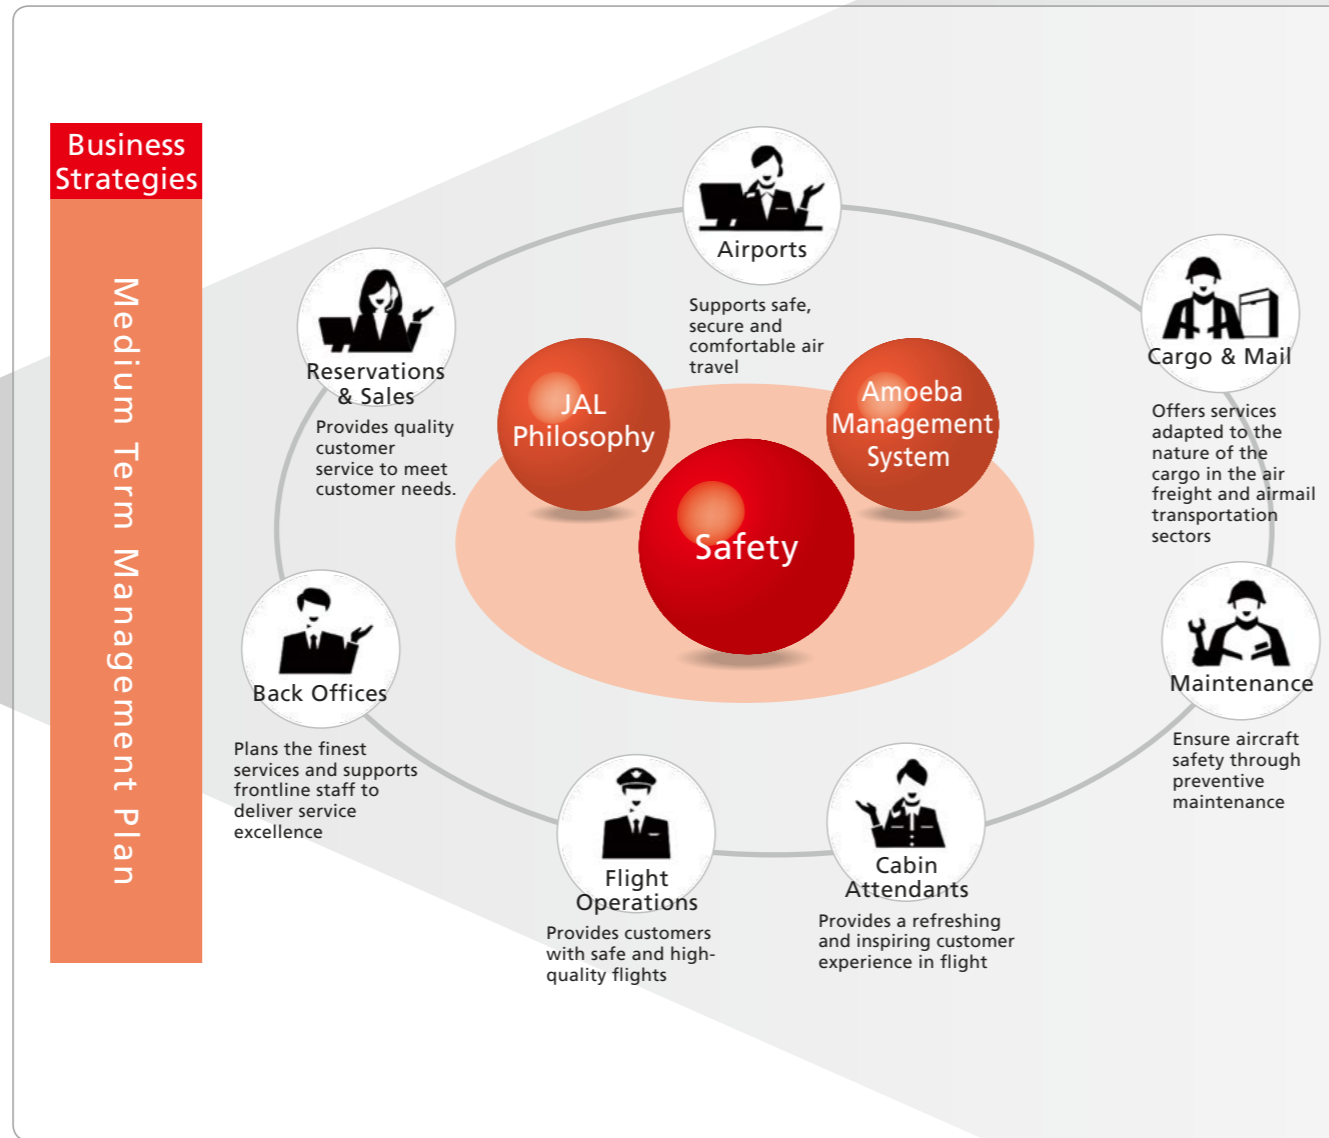 Business
Strategies
Medium Term Management Plan
Airports
Supports safe,
secure and
comfortable air
travel
Reservations
& Sales
Provides quality
customer
service to meet
customer needs.
Cargo & Mail
Offers services
adapted to the
nature of the
cargo in the air
freight and airmail
transportation
sectors
JAL
Philosophy
Amoeba
Management
System
Safety
Back Offices
Plans the finest
services and supports
frontline staff to
deliver service
excellence
Maintenance
Ensure aircraft
safety through
preventive
maintenance
Flight
Operations
Provides customers
with safe and high-
quality flights
Cabin
Attendants
Provides a refreshing
and inspiring customer
experience in flight